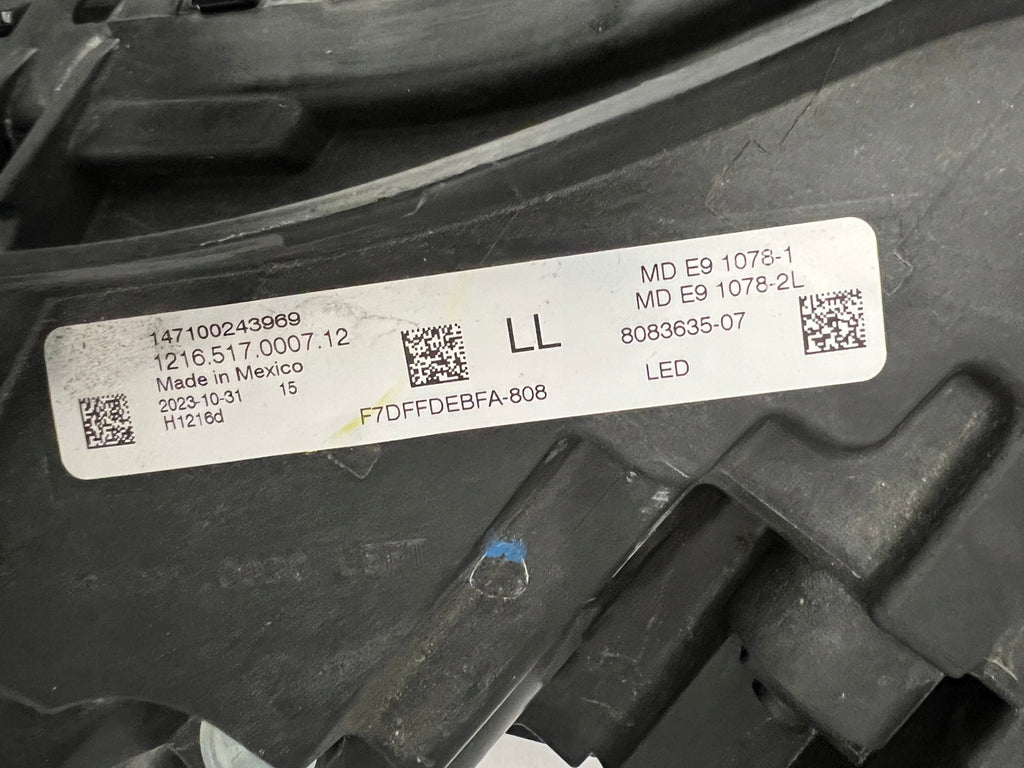 147100243969
1216.517.0007.12
Made in Mexico
2023-10-31 15
H1216d
F7DFFDEBFA-808
LL
MD E9 1078-1
MD E9 1078-2L
8083635-07
LED